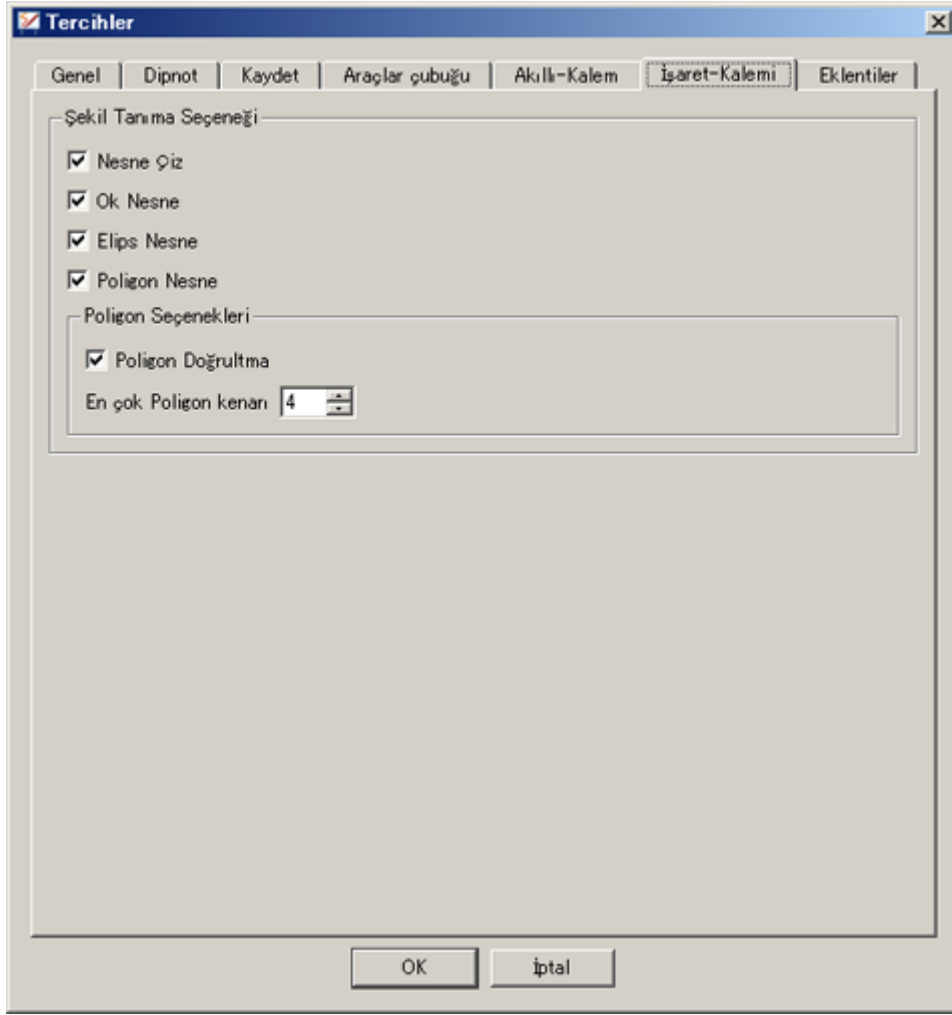 Tercihler
Genel Dipnot Kaydet Araçlar çubuğu Akıllı-Kalem İşaret-Kalemi Eklentiler
Şekil Tanıma Seçeneği
Nesne Çiz
Ok Nesne
Elips Nesne
Poligon Nesne
Poligon Seçenekleri
Poligon Doğrultma
En çok Poligon kenarı 4
OK İptal